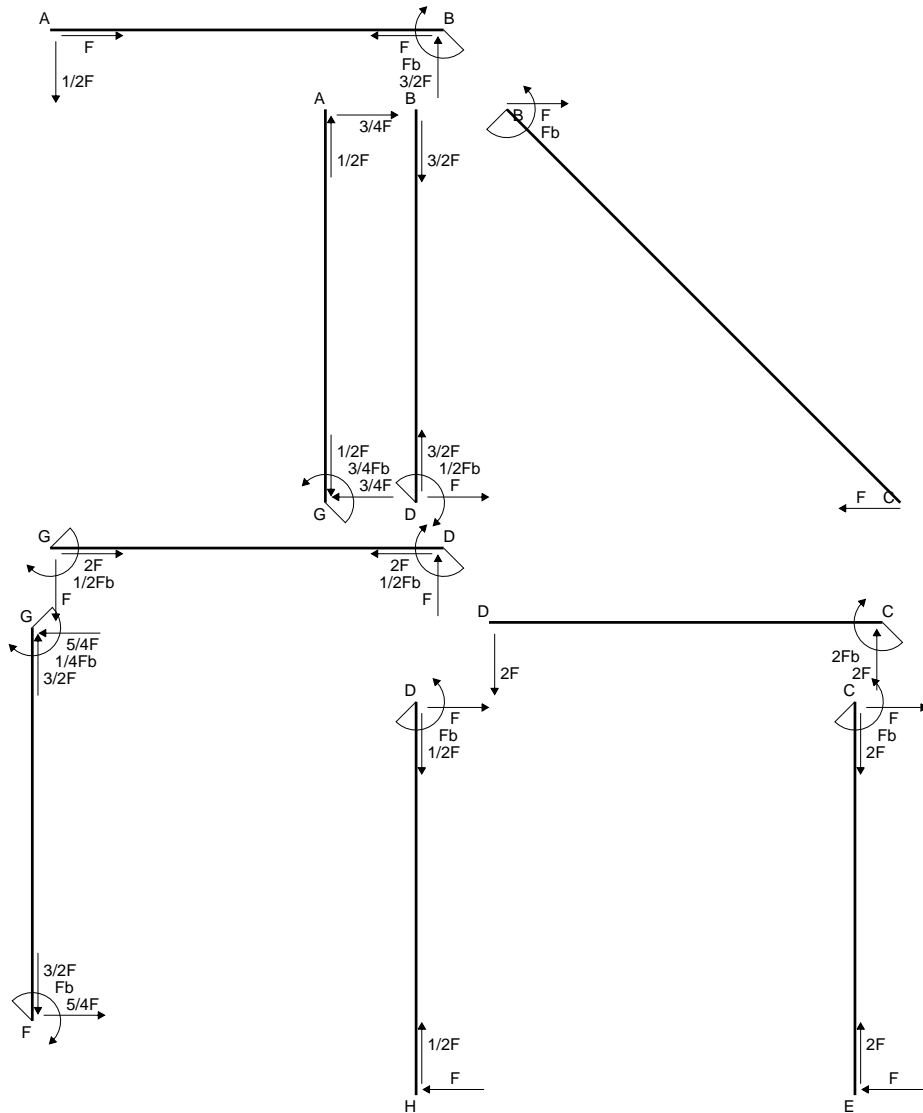 A B
F F
Fb
1/2F 3/2F
A B
3/4F B F
Fb
1/2F 3/2F
1/2F 3/2F
3/4Fb 1/2Fb
3/4F F F C
G D
G D
2F 2F
1/2Fb 1/2Fb
F F
G D C
5/4F
1/4Fb 2Fb
3/2F 2F 2F
D C
F F
Fb Fb
1/2F 2F
3/2F
Fb
5/4F
F
1/2F 2F
F F
H E